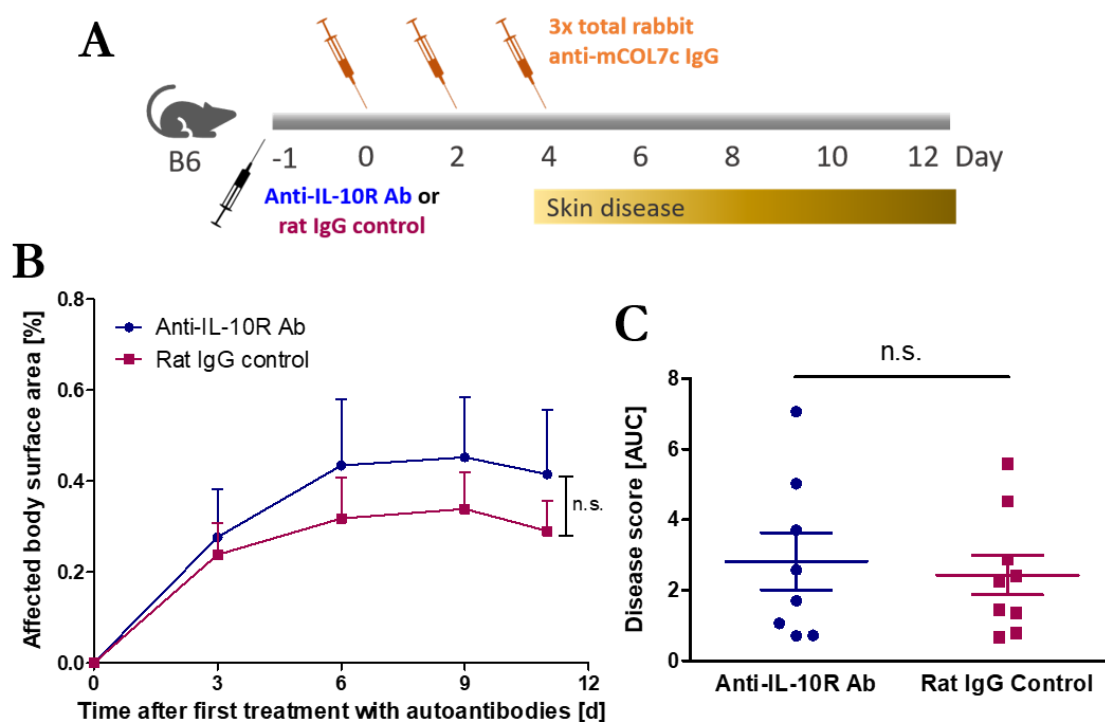 A
3x total rabbit
anti-mCOL7c IgG
B6
-1 0 2 4 6 8 10 12 Day
Anti-IL-10R Ab or
rat IgG control
Skin disease
B
Affected body surface area [%]
0.8
0.6
0.4
0.2
0.0
Anti-IL-10R Ab
Rat IgG control
n.s.
0 3 6 9 12
Time after first treatment with autoantibodies [d]
C
n.s.
Disease score [AUC]
8
6
4
2
0
Anti-IL-10R Ab Rat IgG Control